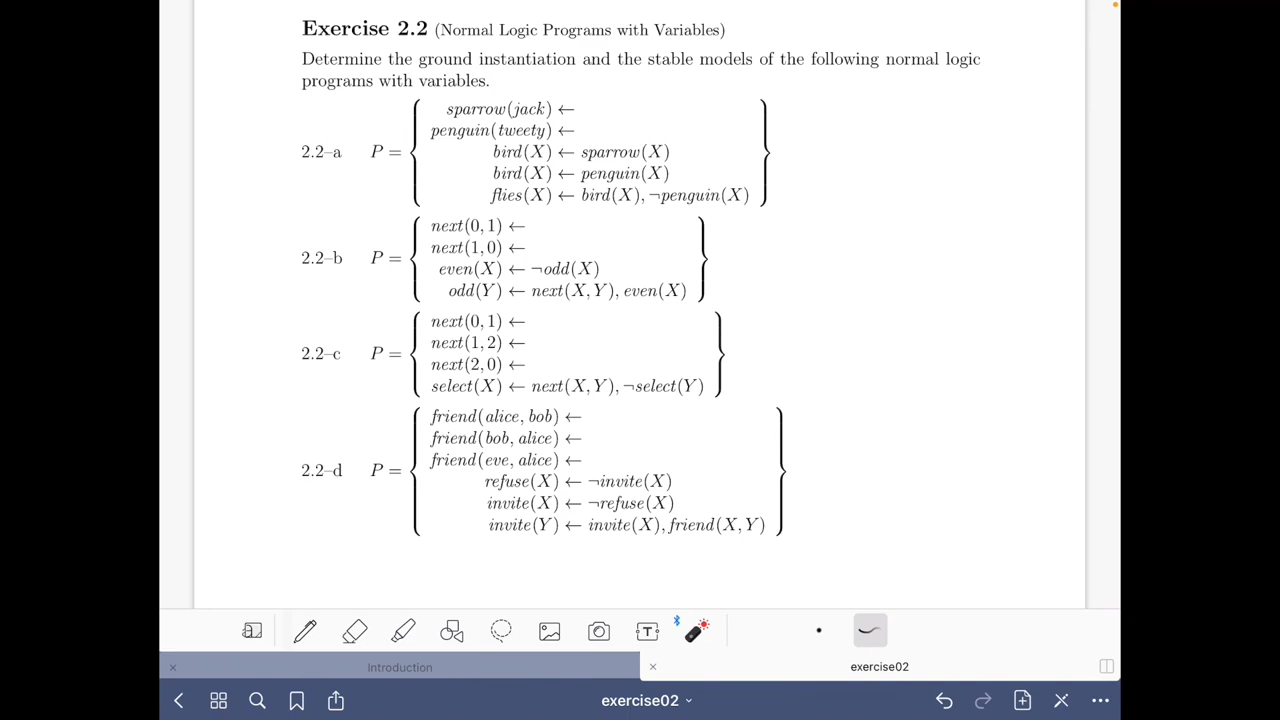 Exercise 2.2 (Normal Logic Programs with Variables)
Determine the ground instantiation and the stable models of the following normal logic
programs with variables.
2.2–a P = {
sparrow(jack) ←
penguin(tweety) ←
bird(X) ← sparrow(X)
bird(X) ← penguin(X)
flies(X) ← bird(X), ¬penguin(X)
}
2.2–b P = {
next(0, 1) ←
next(1, 0) ←
even(X) ← ¬odd(X)
odd(Y) ← next(X, Y), even(X)
}
2.2–c P = {
next(0, 1) ←
next(1, 2) ←
next(2, 0) ←
select(X) ← next(X, Y), ¬select(Y)
}
2.2–d P = {
friend(alice, bob) ←
friend(bob, alice) ←
friend(eve, alice) ←
refuse(X) ← ¬invite(X)
invite(X) ← ¬refuse(X)
invite(Y) ← invite(X), friend(X, Y)
}
T
× Introduction × exercise02
exercise02